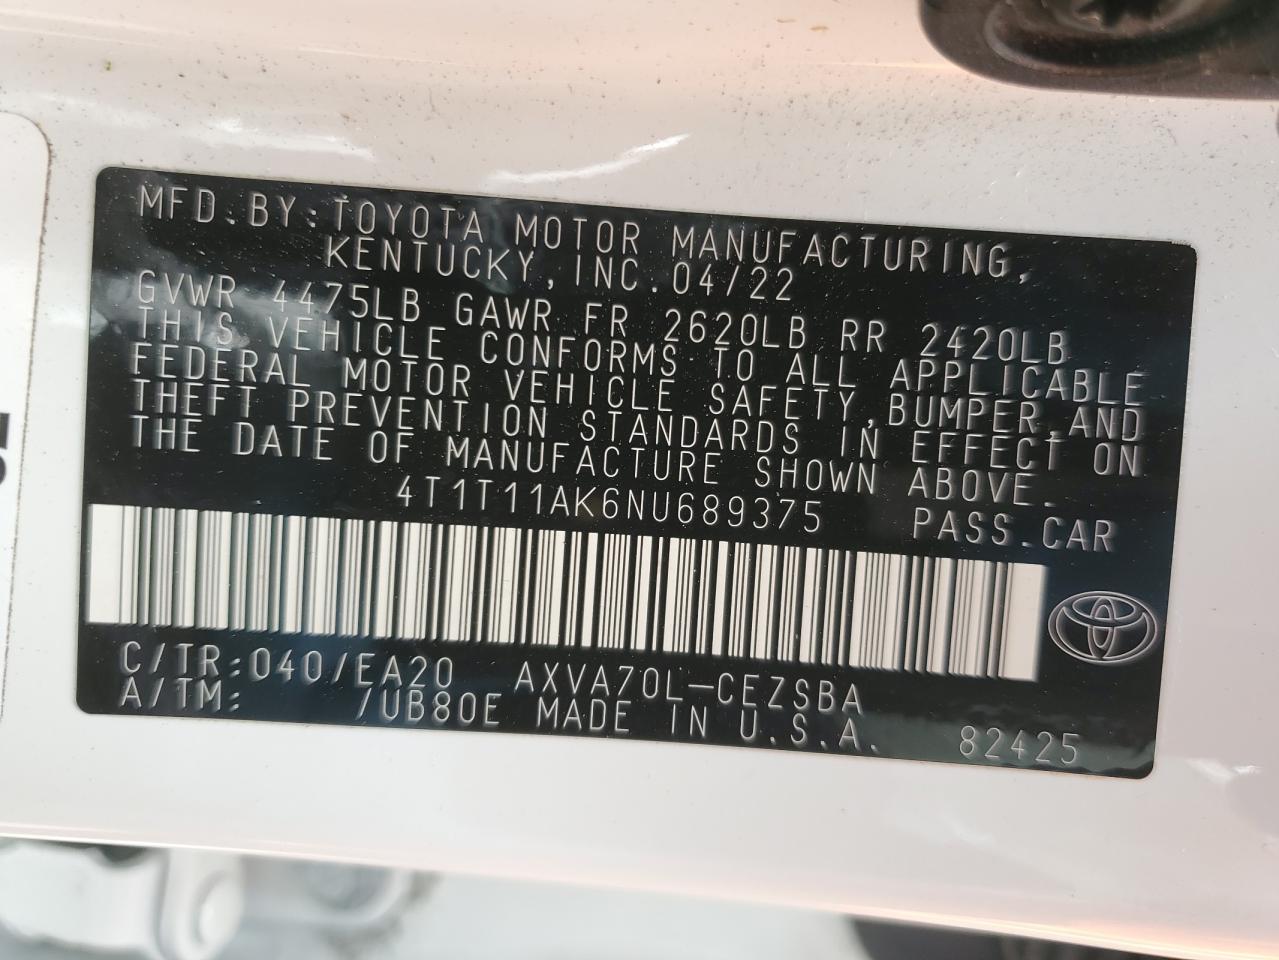 MFD.BY:TOYOTA MOTOR MANUFACTURING,
KENTUCKY,INC.04/22
GVWR 4475LB GAWR FR 2620LB RR 2420LB
THIS VEHICLE CONFORMS TO ALL APPLICABLE
FEDERAL MOTOR VEHICLE SAFETY,BUMPER,AND
THEFT PREVENTION STANDARDS IN EFFECT ON
THE DATE OF MANUFACTURE SHOWN ABOVE.
4T1T11AK6NU689375 PASS.CAR
C/TR:040/EA20 AXVA70L-CEZSBA
A/TM: /UB80E MADE IN U.S.A. 82425